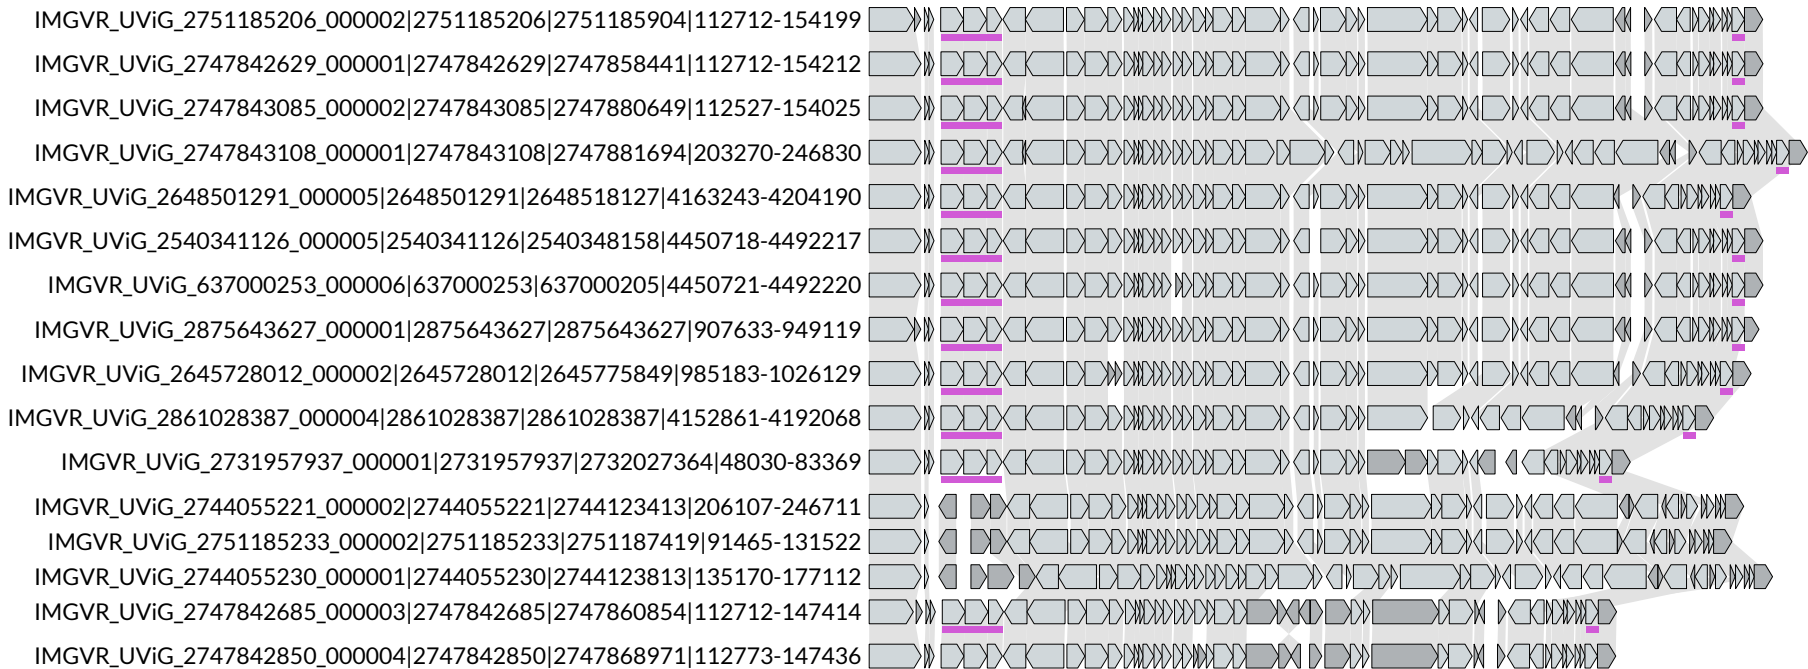 IMGVR_UViG_2751185206_000002|2751185206|2751185904|112712-154199
IMGVR_UViG_2747842629_000001|2747842629|2747858441|112712-154212
IMGVR_UViG_2747843085_000002|2747843085|2747880649|112527-154025
IMGVR_UViG_2747843108_000001|2747843108|2747881694|203270-246830
IMGVR_UViG_2648501291_000005|2648501291|2648518127|4163243-4204190
IMGVR_UViG_2540341126_000005|2540341126|2540348158|4450718-4492217
IMGVR_UViG_637000253_000006|637000253|637000205|4450721-4492220
IMGVR_UViG_2875643627_000001|2875643627|2875643627|907633-949119
IMGVR_UViG_2645728012_000002|2645728012|2645775849|985183-1026129
IMGVR_UViG_2861028387_000004|2861028387|2861028387|4152861-4192068
IMGVR_UViG_2731957937_000001|2731957937|2732027364|48030-83369
IMGVR_UViG_2744055221_000002|2744055221|2744123413|206107-246711
IMGVR_UViG_2751185233_000002|2751185233|2751187419|91465-131522
IMGVR_UViG_2744055230_000001|2744055230|2744123813|135170-177112
IMGVR_UViG_2747842685_000003|2747842685|2747860854|112712-147414
IMGVR_UViG_2747842850_000004|2747842850|2747868971|112773-147436